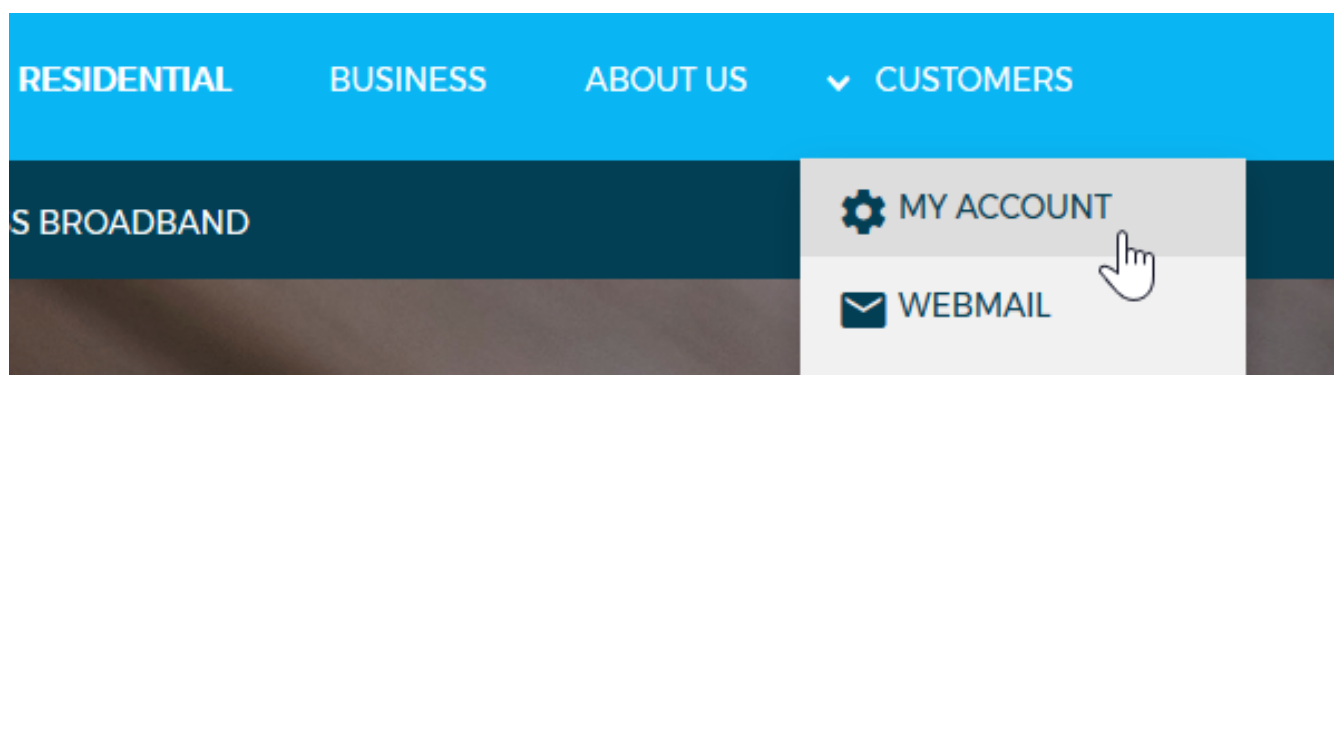 RESIDENTIAL BUSINESS ABOUT US CUSTOMERS
S BROADBAND
MY ACCOUNT
WEBMAIL